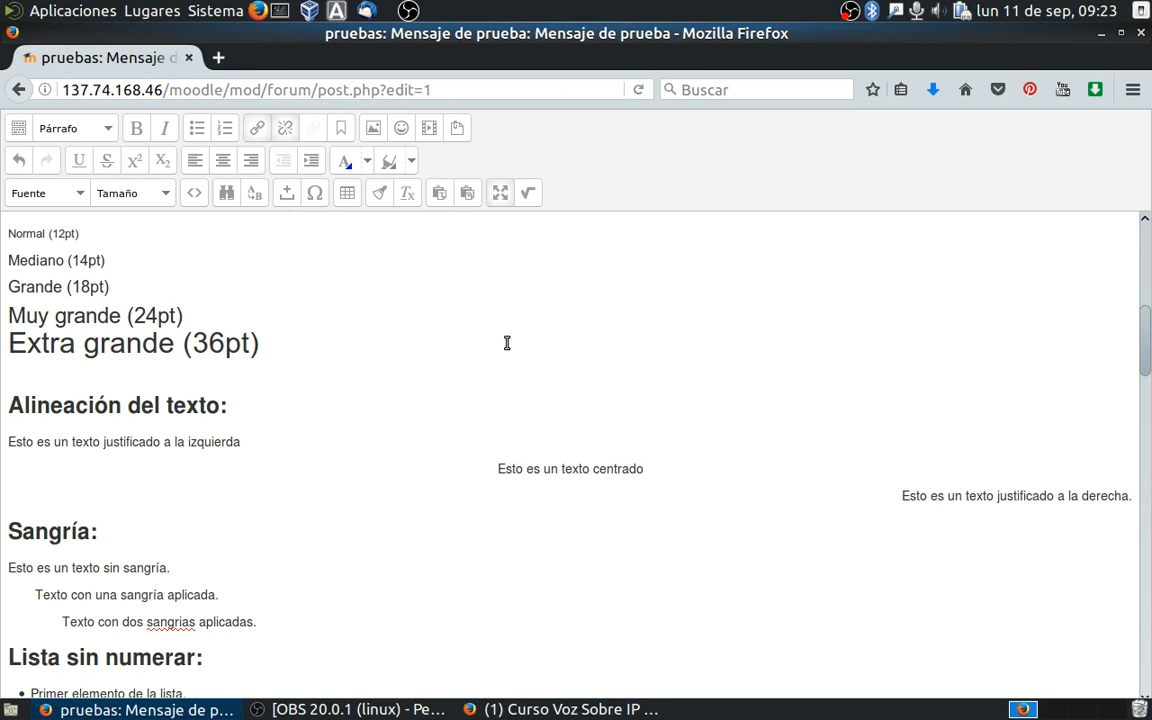 Aplicaciones Lugares Sistema
lun 11 de sep, 09:23
pruebas: Mensaje de prueba: Mensaje de prueba - Mozilla Firefox
pruebas: Mensaje d
137.74.168.46/moodle/mod/forum/post.php?edit=1
Buscar
Párrafo
Fuente
Tamaño
Normal (12pt)
Mediano (14pt)
Grande (18pt)
Muy grande (24pt)
Extra grande (36pt)
Alineación del texto:
Esto es un texto justificado a la izquierda
Esto es un texto centrado
Esto es un texto justificado a la derecha.
Sangría:
Esto es un texto sin sangría.
Texto con una sangría aplicada.
Texto con dos sangrias aplicadas.
Lista sin numerar:
Primer elemento de la lista.
pruebas: Mensaje de p...
[OBS 20.0.1 (linux) - Pe...
(1) Curso Voz Sobre IP ...